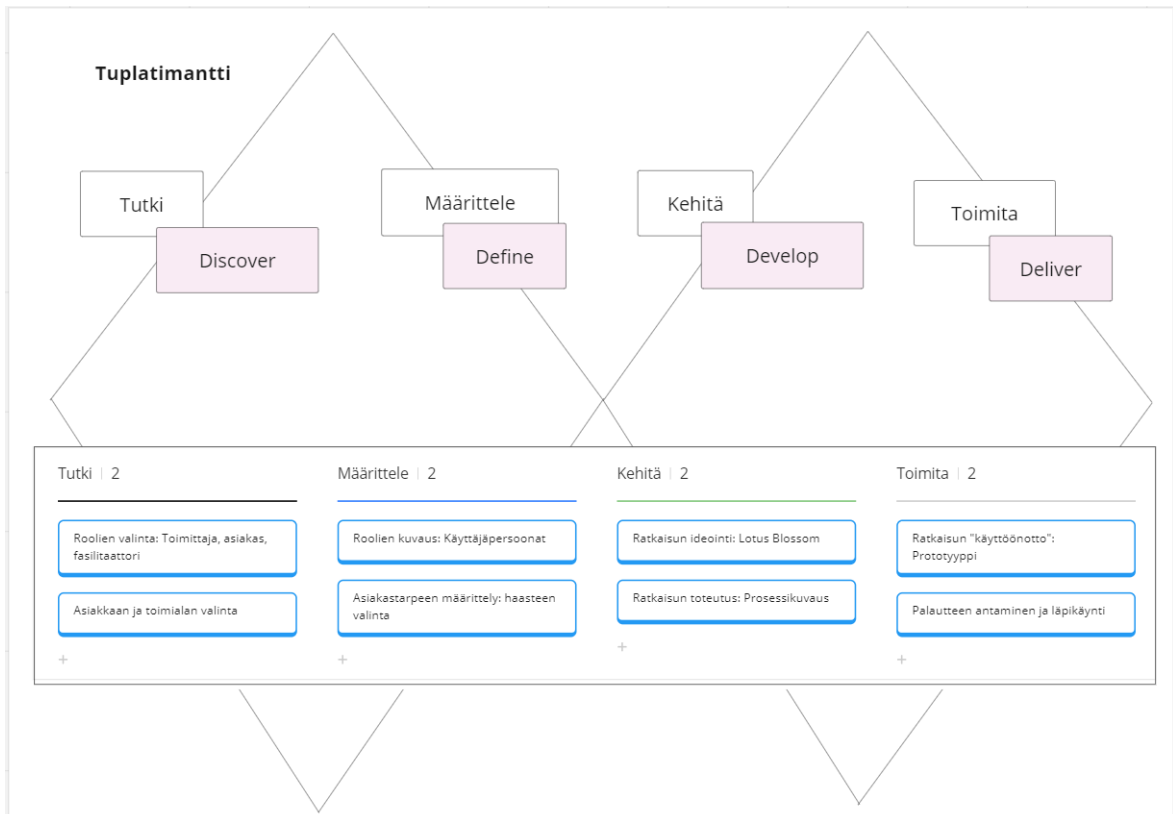 Tuplatimantti
Tutki
Discover
Määrittele
Define
Kehitä
Develop
Toimita
Deliver
Tutki | 2
Roolien valinta: Toimittaja, asiakas,
fasilitaattori
Asiakkaan ja toimialan valinta
+
Määrittele | 2
Roolien kuvaus: Käyttäjäpersoonat
Asiakastarpeen määrittely: haasteen
valinta
+
Kehitä | 2
Ratkaisun ideointi: Lotus Blossom
Ratkaisun toteutus: Prosessikuvaus
+
Toimita | 2
Ratkaisun "käyttöönotto":
Prototyyppi
Palautteen antaminen ja läpikäynti
+